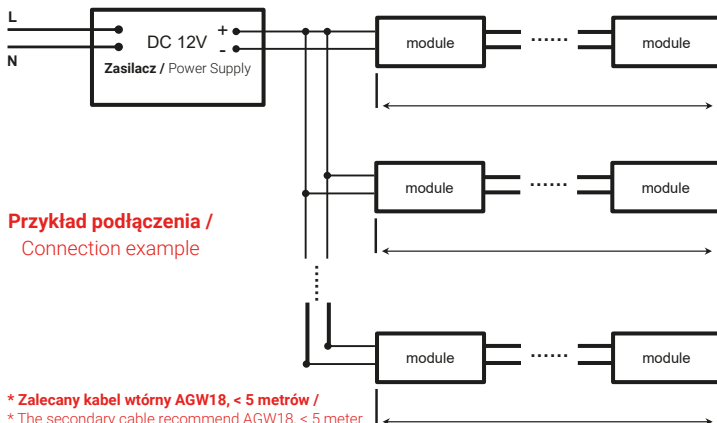 L
N
DC 12V
+
-
Zasilacz / Power Supply
module
......
module
module
......
module
Przykład podłączenia /
Connection example
module
......
module
* Zalecany kabel wtórny AGW18, < 5 metrów /
* The secondary cable recommend AGW18, < 5 meter